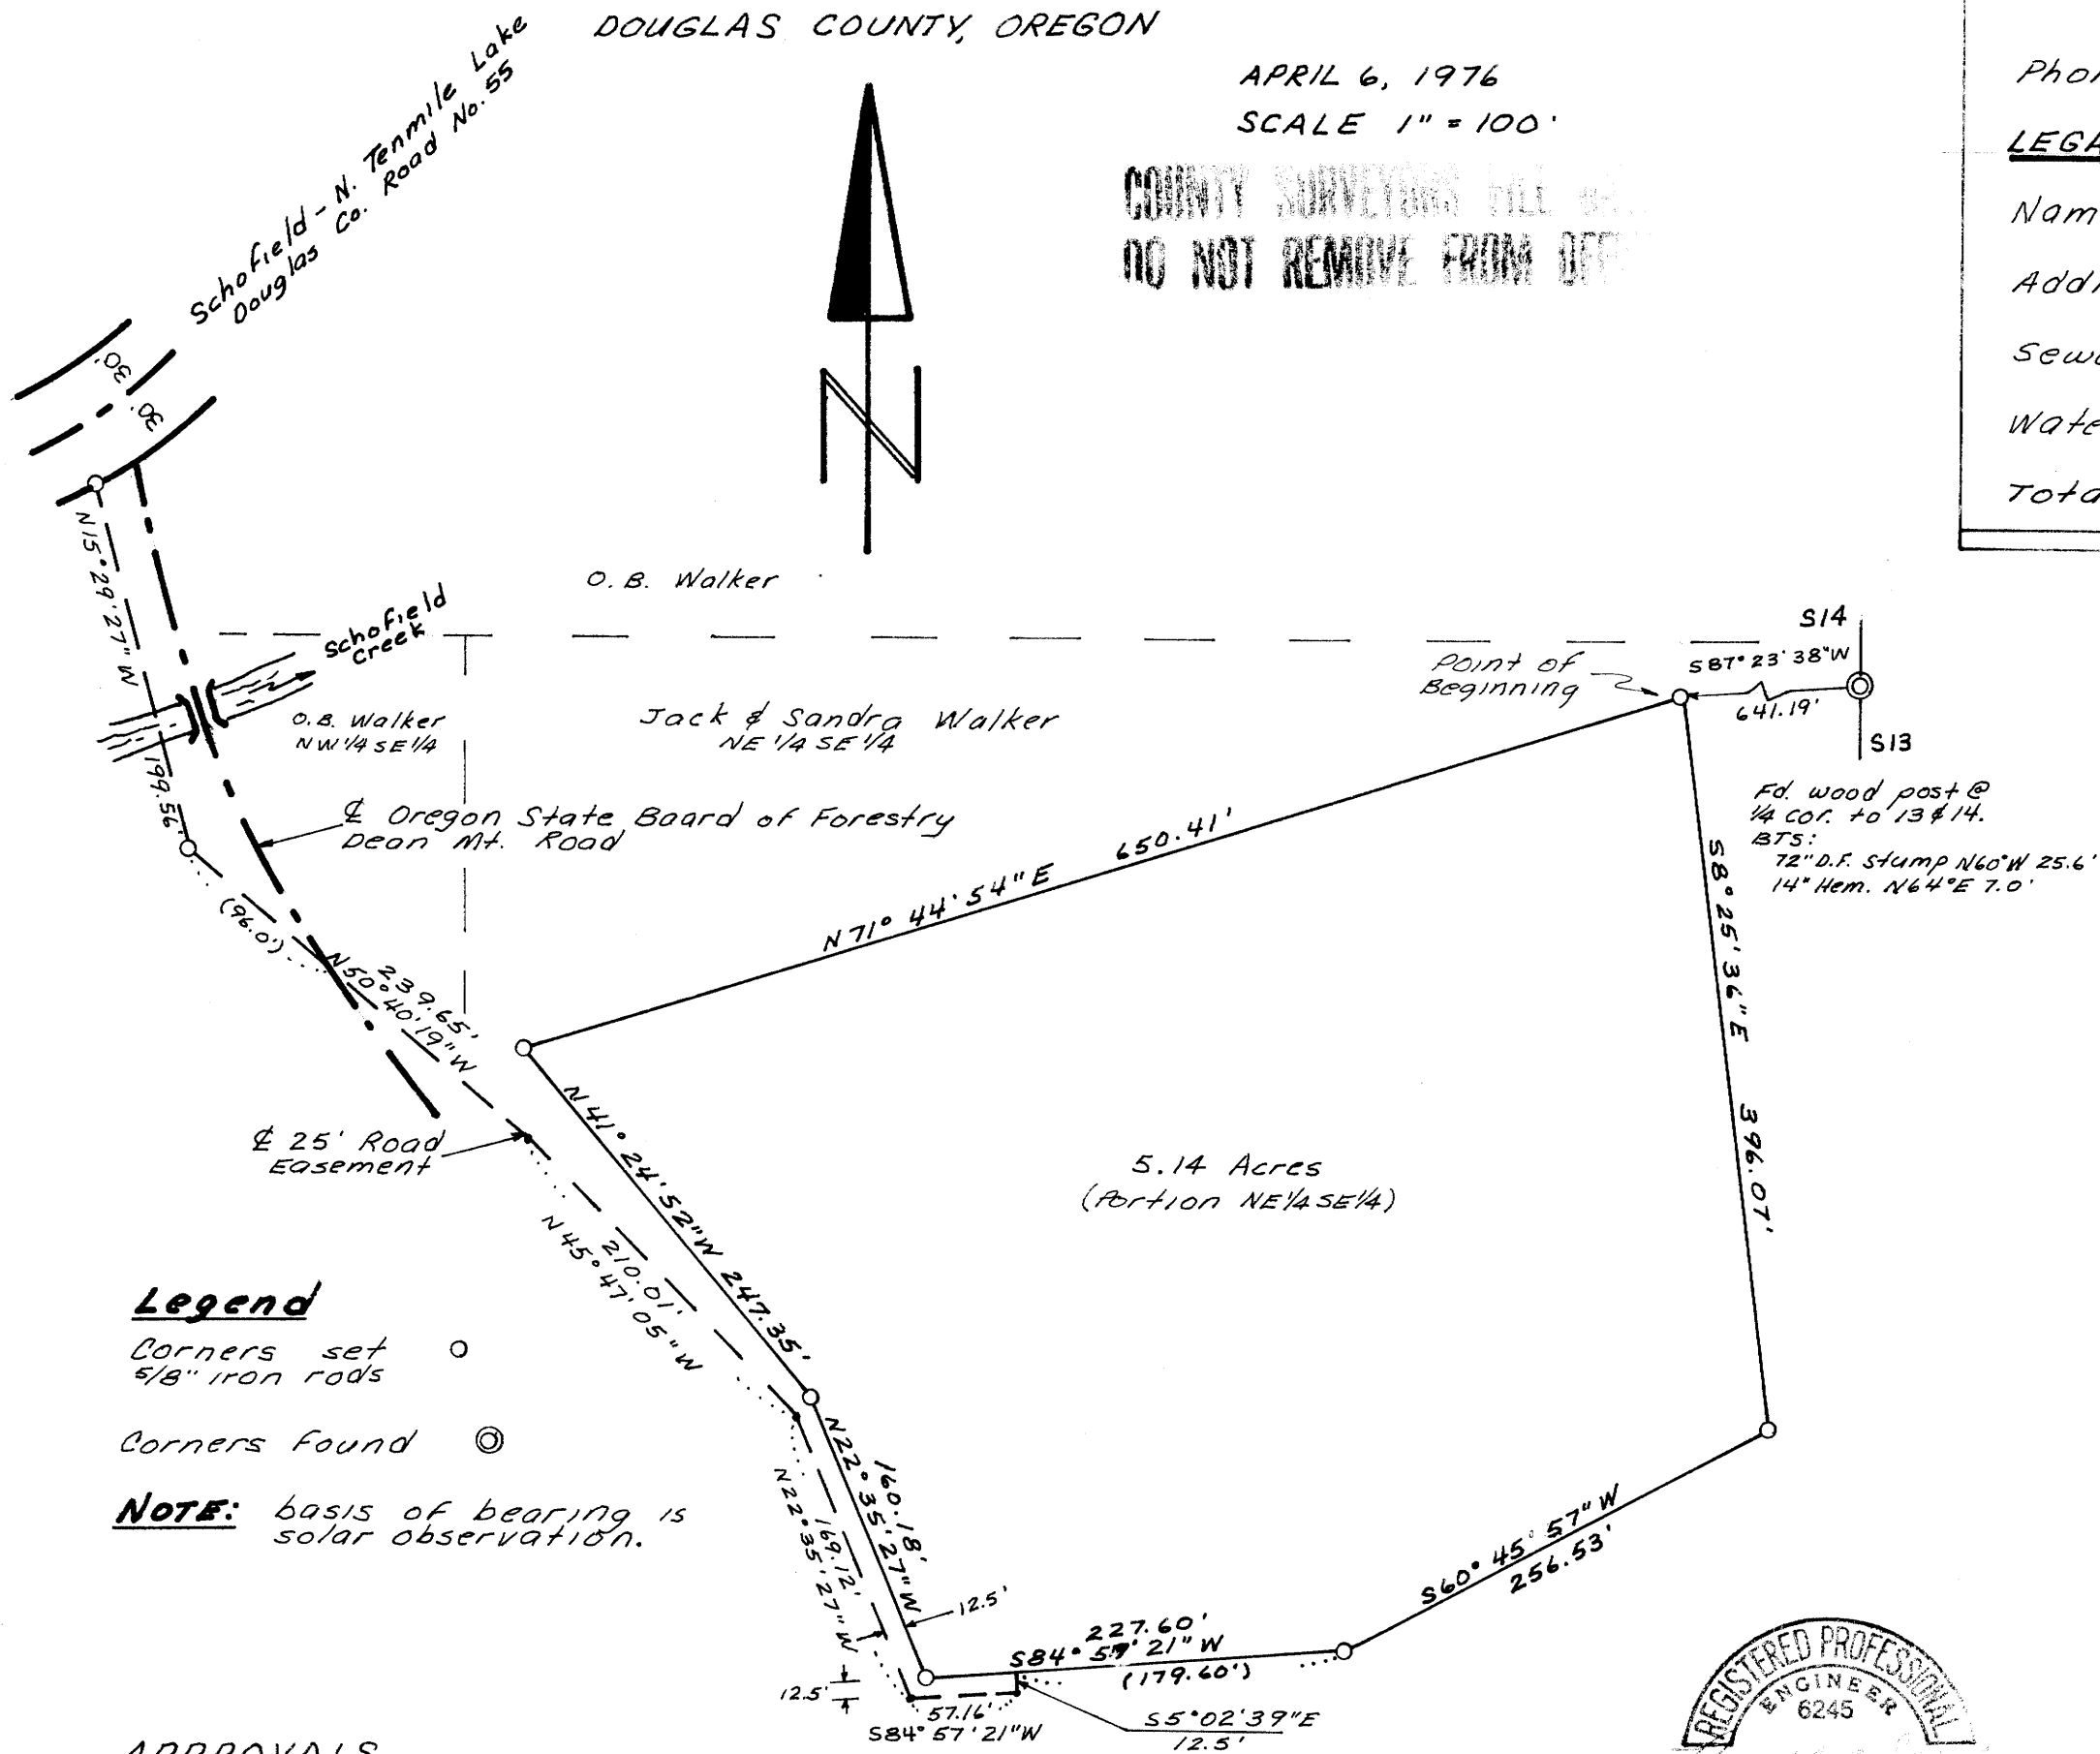 DOUGLAS COUNTY, OREGON
APRIL 6, 1976
SCALE 1" = 100'
COUNTY SURVEYORS
DO NOT REMOVE FROM
Schofield - N. Tenmile Lake
Douglas Co. Road No. 55
30'
30'
LEGA
N15°29'27"W
199.56'
Schofield
Creek
O.B. Walker
O.B. Walker
NW 1/4 SE 1/4
Jack & Sandra Walker
NE 1/4 SE 1/4
Point of
Beginning
S14
S87°23'38"W
641.19'
S13
Fd. wood post @
1/4 cor. to 13 & 14.
BTS:
72" D.F. Stump N60°W 25.6'
14" Hem. N64°E 7.0'
℄ Oregon State Board of Forestry
Dean Mt. Road
(96.0')
239.65'
N50°40'19"W
N71°44'54"E 650.41'
S8°25'36"E 396.07'
N41°24'52"W 247.35'
℄ 25' Road
Easement
210.01'
N45°47'05"W
5.14 Acres
(Portion NE 1/4 SE 1/4)
Legend
Corners set
5/8" iron rods
Corners Found
NOTE: basis of bearing is
solar observation.
160.18'
N22°35'27"W
169.12'
N22°35'27"W
12.5'
12.5'
227.60'
S84°57'21"W
(179.60')
S60°45'57"W
256.53'
57.16'
S84°57'21"W
S5°02'39"E
12.5'
REGISTERED PROFESSIONAL
ENGINEER
6245
APPROVALS